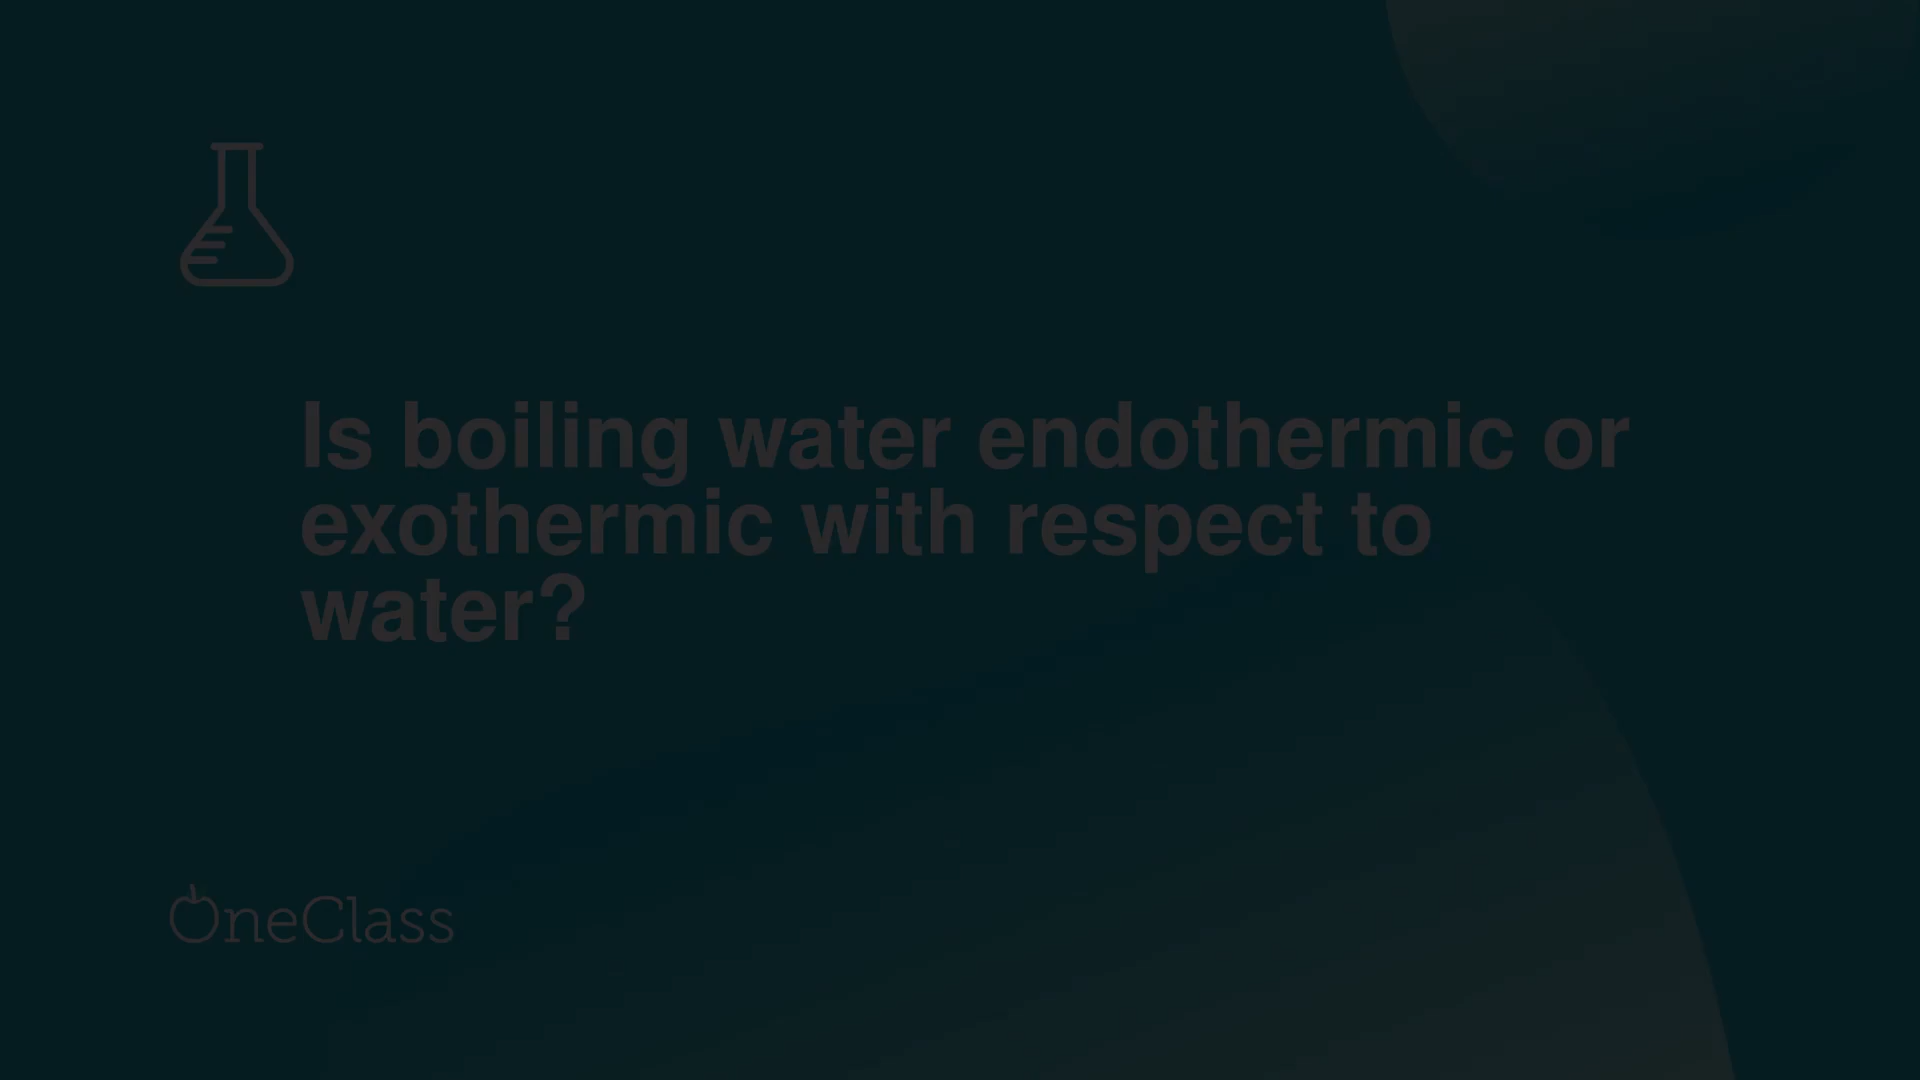 Is boiling water endothermic or
exothermic with respect to
water?
OneClass